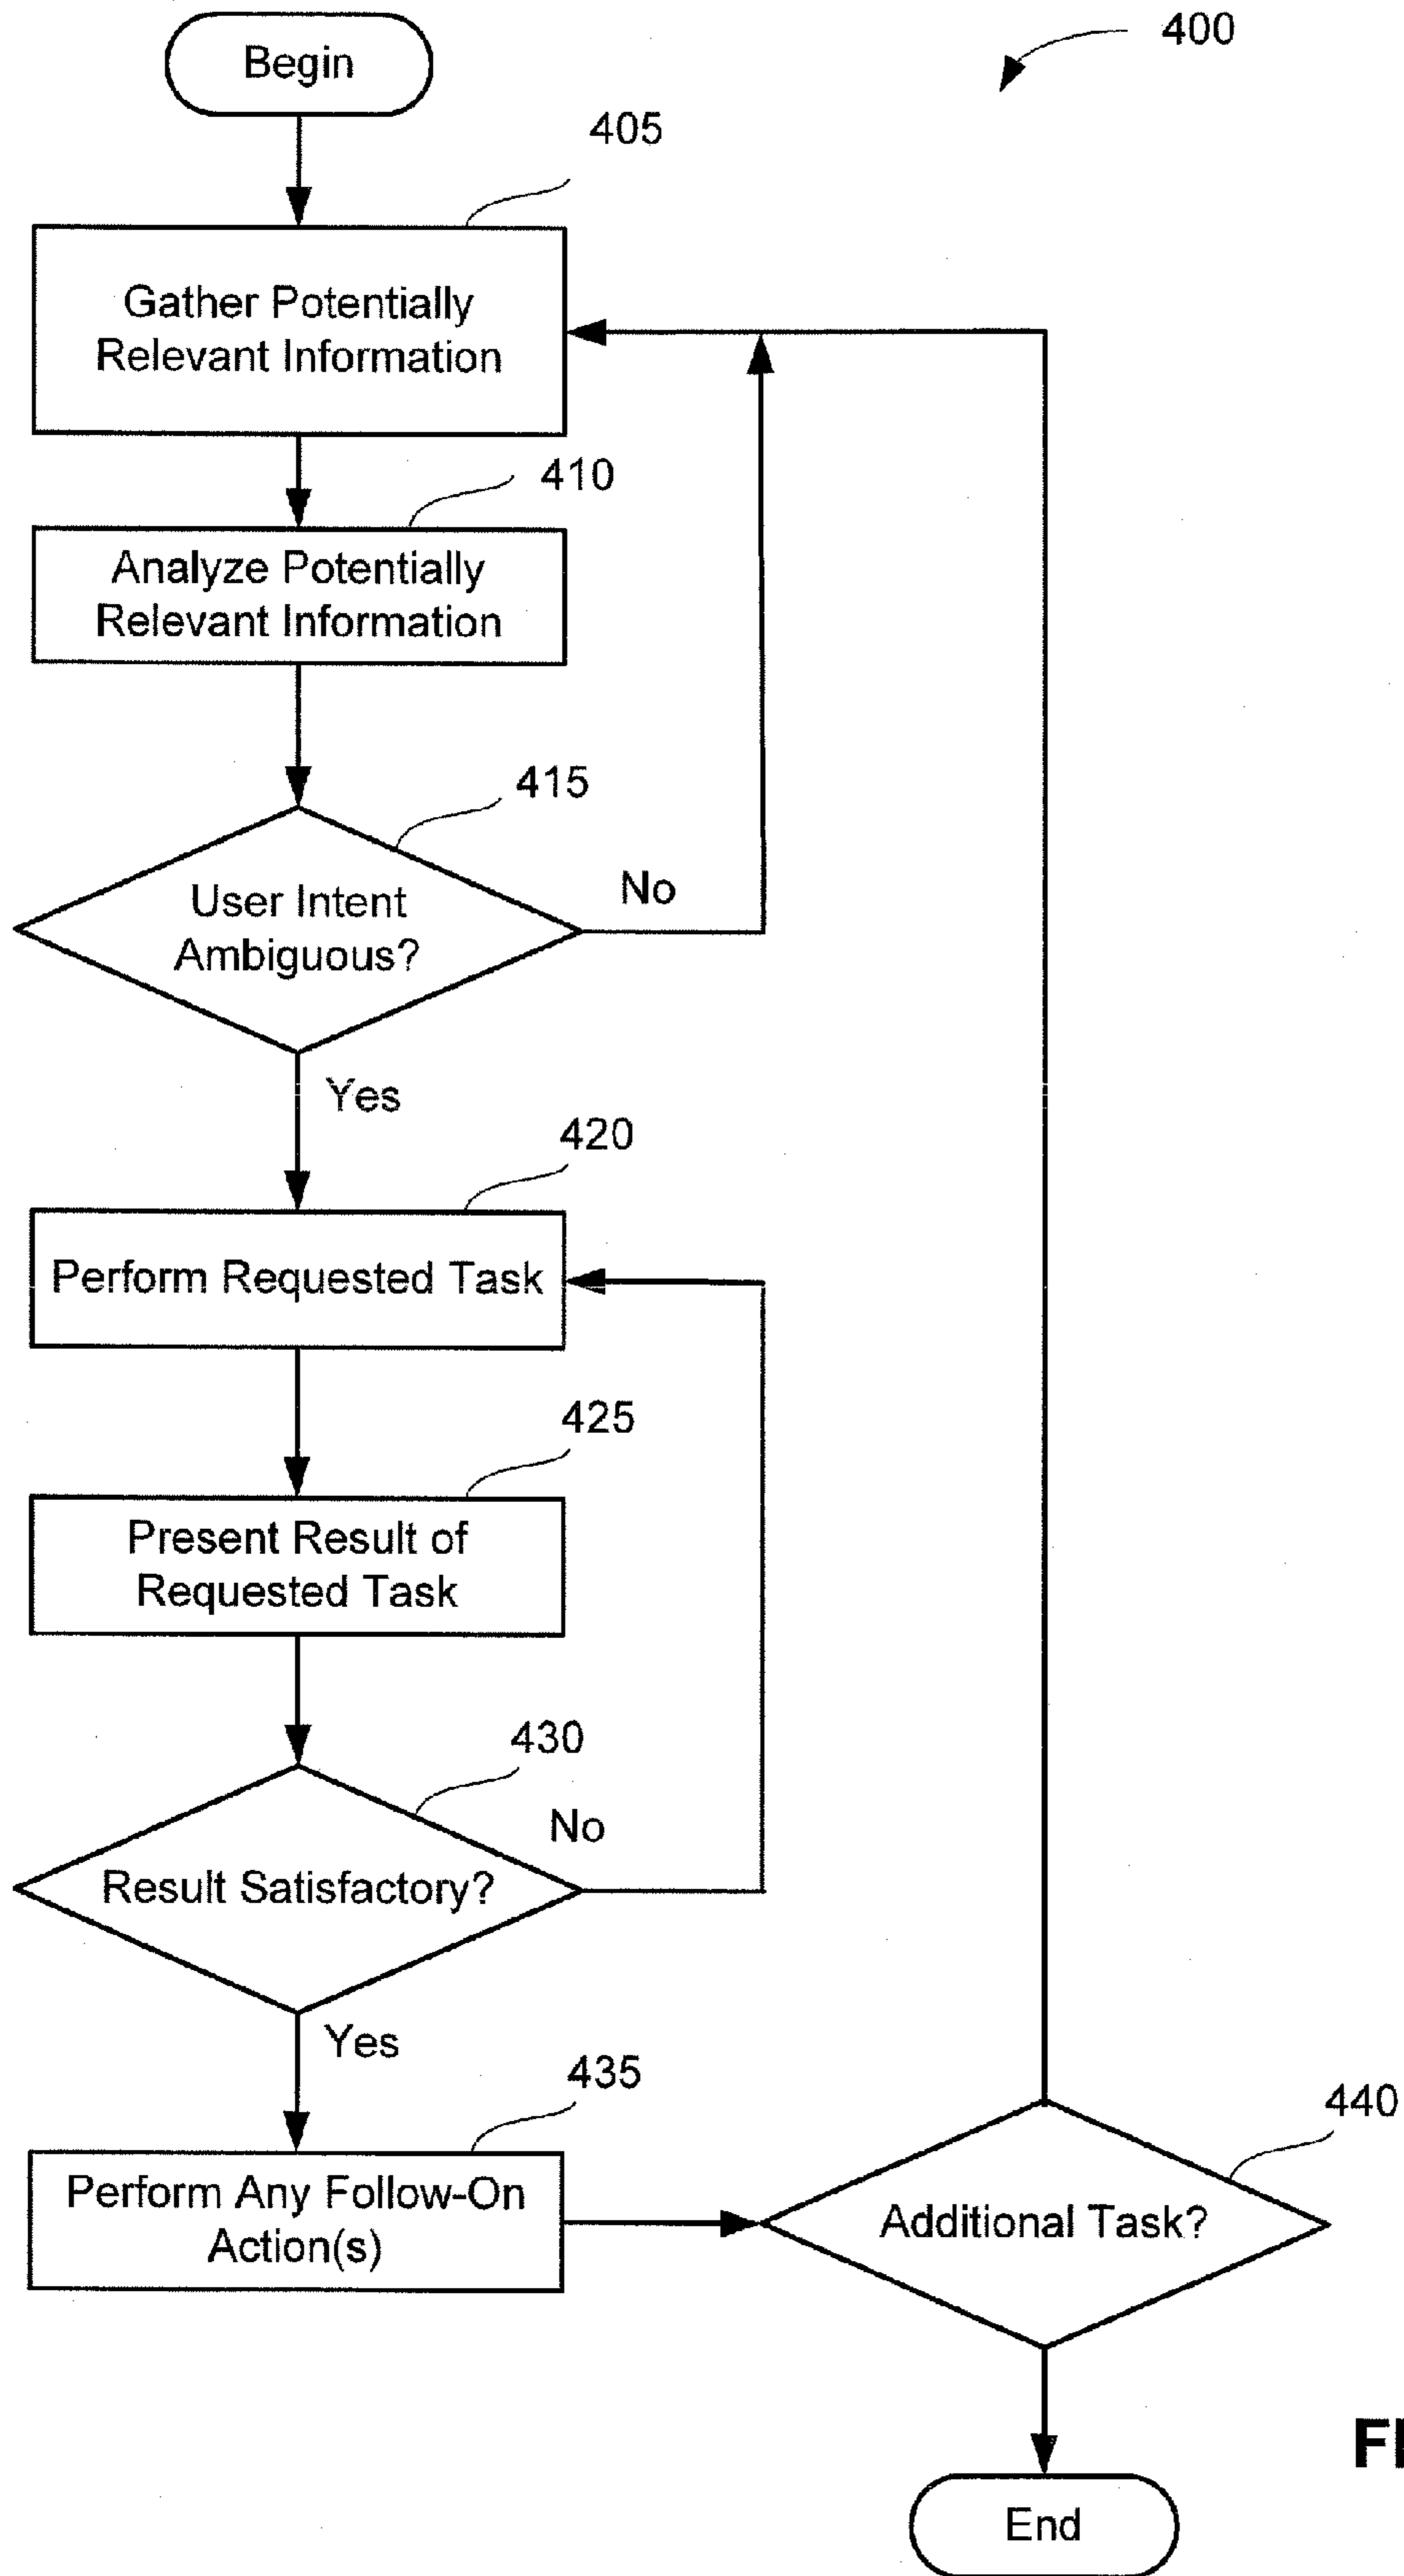 Begin
400
405
Gather Potentially
Relevant Information
410
Analyze Potentially
Relevant Information
415
User Intent
Ambiguous?
No
Yes
420
Perform Requested Task
425
Present Result of
Requested Task
430
Result Satisfactory?
No
Yes
435
Perform Any Follow-On
Action(s)
440
Additional Task?
End